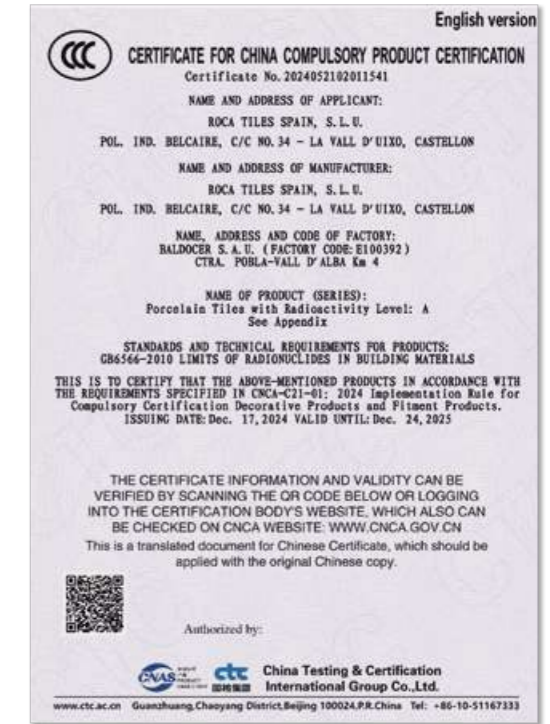 English version
CCC
CERTIFICATE FOR CHINA COMPULSORY PRODUCT CERTIFICATION
Certificate No. 2024052102011541
NAME AND ADDRESS OF APPLICANT:
ROCA TILES SPAIN, S.L.U.
POL. IND. BELCAIRE, C/C NO.34 - LA VALL D'UIXO, CASTELLON
NAME AND ADDRESS OF MANUFACTURER:
ROCA TILES SPAIN, S.L.U.
POL. IND. BELCAIRE, C/C NO.34 - LA VALL D'UIXO, CASTELLON
NAME, ADDRESS AND CODE OF FACTORY:
BALDOCER S.A.U. (FACTORY CODE:E100392)
CTRA. POBLA-VALL D'ALBA Km 4
NAME OF PRODUCT (SERIES):
Porcelain Tiles with Radioactivity Level: A
See Appendix
STANDARDS AND TECHNICAL REQUIREMENTS FOR PRODUCTS:
GB6566-2010 LIMITS OF RADIONUCLIDES IN BUILDING MATERIALS
THIS IS TO CERTIFY THAT THE ABOVE-MENTIONED PRODUCTS IN ACCORDANCE WITH
THE REQUIREMENTS SPECIFIED IN CNCA-C21-01: 2024 Implementation Rule for
Compulsory Certification Decorative Products and Fitment Products.
ISSUING DATE:Dec. 17,2024 VALID UNTIL:Dec. 24,2025
THE CERTIFICATE INFORMATION AND VALIDITY CAN BE
VERIFIED BY SCANNING THE QR CODE BELOW OR LOGGING
INTO THE CERTIFICATION BODY'S WEBSITE, WHICH ALSO CAN
BE CHECKED ON CNCA WEBSITE: WWW.CNCA.GOV.CN
This is a translated document for Chinese Certificate, which should be
applied with the original Chinese copy.
Authorized by:
CNAS
ctc
国检集团
China Testing & Certification
International Group Co.,Ltd.
www.ctc.ac.cn Guanzhuang,Chaoyang District,Beijing 100024,P.R.China Tel: +86-10-51167333